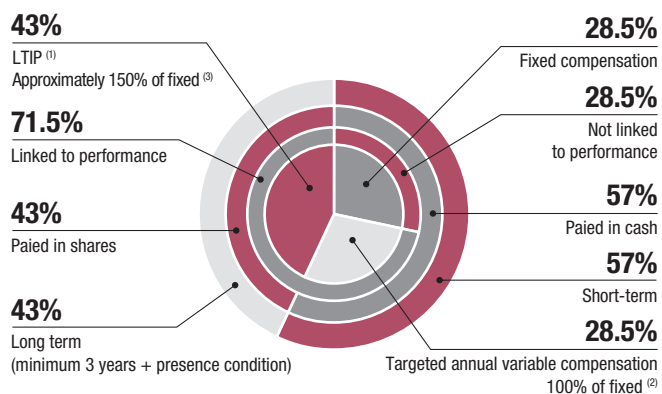 43%
LTIP (1)
Approximately 150% of fixed (3)
71.5%
Linked to performance
43%
Paied in shares
43%
Long term
(minimum 3 years + presence condition)
28.5%
Fixed compensation
28.5%
Not linked
to performance
57%
Paied in cash
57%
Short-term
28.5%
Targeted annual variable compensation
100% of fixed (2)